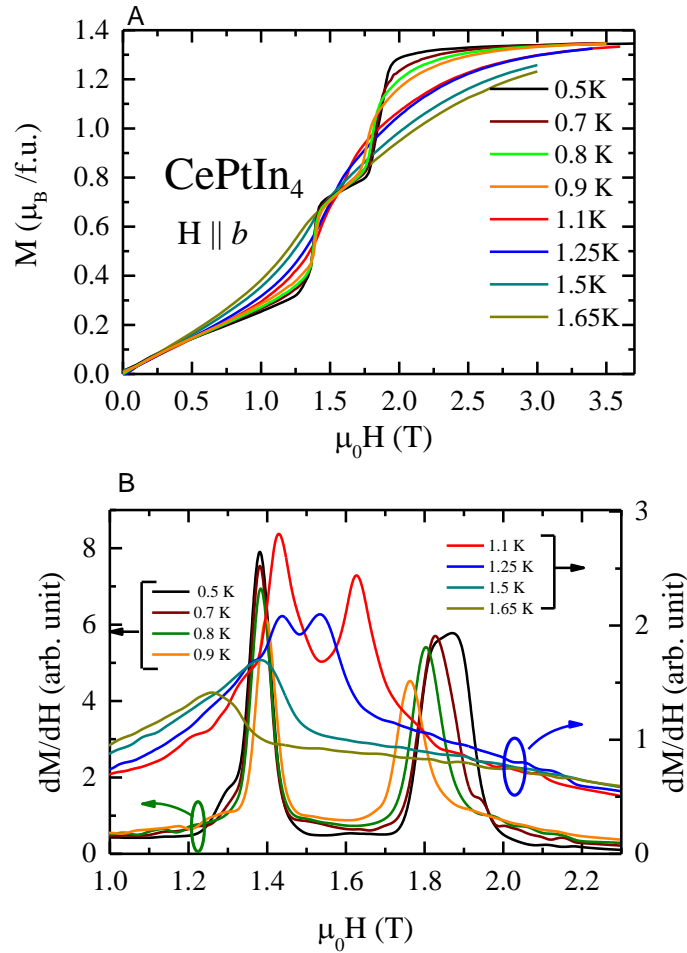 A
1.4
1.2
1.0
0.8
0.6
0.4
0.2
0.0
M (μ_B /f.u.)
CePtIn₄
H || b
0.5K
0.7 K
0.8 K
0.9 K
1.1K
1.25K
1.5K
1.65K
0.0 0.5 1.0 1.5 2.0 2.5 3.0 3.5
μ₀H (T)
B
8
6
4
2
0
dM/dH (arb. unit)
0.5 K
0.7 K
0.8 K
0.9 K
1.1 K
1.25 K
1.5 K
1.65 K
3
2
1
0
dM/dH (arb. unit)
1.0 1.2 1.4 1.6 1.8 2.0 2.2
μ₀H (T)